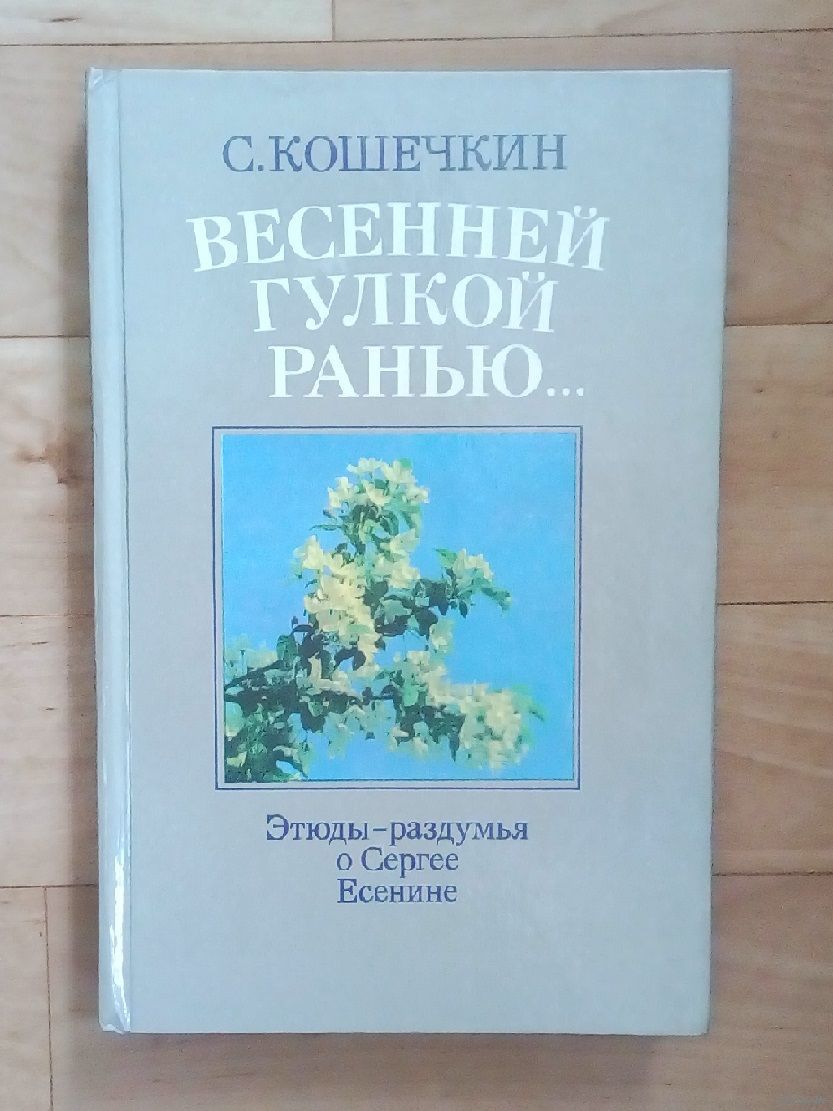 С.КОШЕЧКИН
ВЕСЕННЕЙ
ГУЛКОЙ
РАНЬЮ...
Этюды-раздумья
о Сергее
Есенине